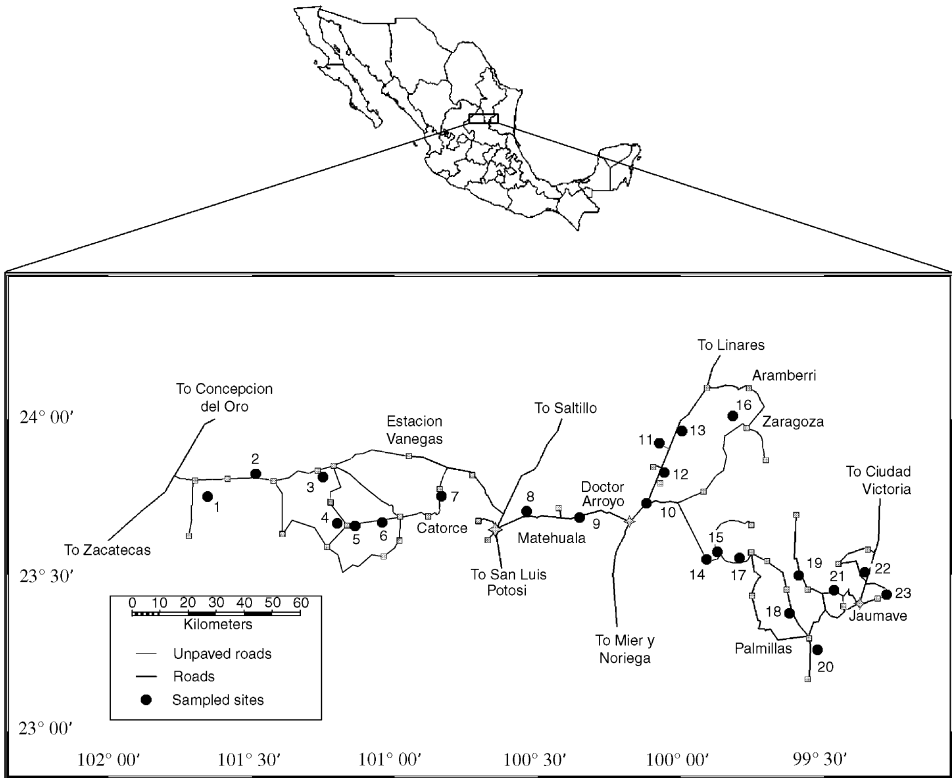 To Linares
Aramberri
To Concepcion
del Oro
To Saltillo
16
24° 00′
Estacion
Vanegas
Zaragoza
13
11
2
12
To Ciudad
Victoria
3
Doctor
Arroyo
1
7
8
10
4
5
6
Catorce
9
Matehuala
To Zacatecas
15
23° 30′
14
17
19
22
To San Luis
Potosi
21
23
0 10 20 30 40 50 60
Kilometers
18
Jaumave
Unpaved roads
To Mier y
Noriega
Palmillas
20
Roads
Sampled sites
23° 00′
102° 00′ 101° 30′ 101° 00′ 100° 30′ 100° 00′ 99° 30′